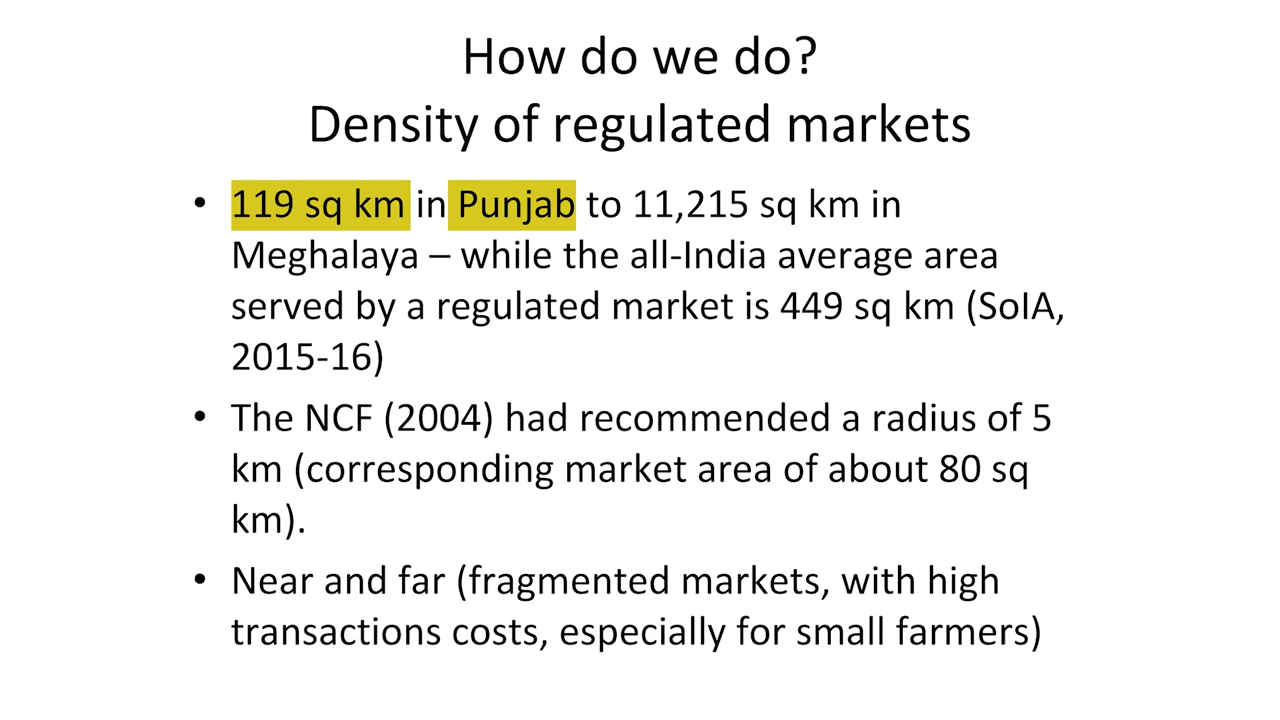 How do we do?
Density of regulated markets
• 119 sq km in Punjab to 11,215 sq km in
Meghalaya – while the all-India average area
served by a regulated market is 449 sq km (SoIA,
2015-16)
• The NCF (2004) had recommended a radius of 5
km (corresponding market area of about 80 sq
km).
• Near and far (fragmented markets, with high
transactions costs, especially for small farmers)